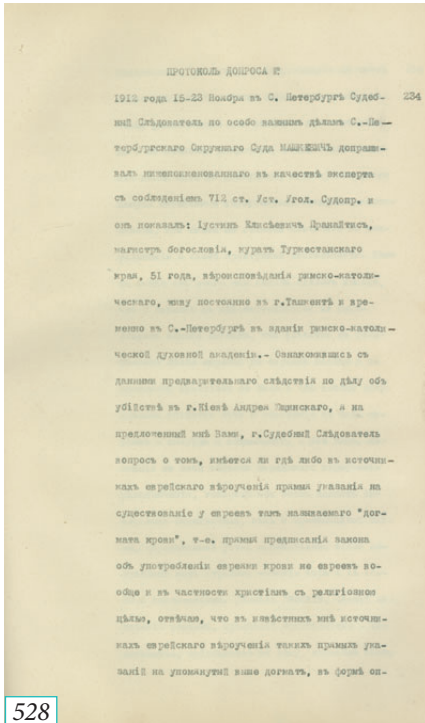 ПРОТОКОЛЪ ДОПРОСА №
1912 года 15-23 Ноября въ С. Петербургѣ Судеб- 234
ный Слѣдователь по особо важнымъ дѣламъ С.-Пе-
тербургскаго Окружнаго Суда МАШКЕВИЧЪ допраши-
валъ нижепоименованнаго въ качествѣ эксперта
съ соблюденіемъ 712 ст. Уст. Угол. Судопр. и
онъ показалъ: Іустинъ Елисѣевичъ Пранайтисъ,
магистръ богословія, куратъ Туркестанскаго
края, 51 года, вѣроисповѣданія римско-католи-
ческаго, живу постоянно въ г.Ташкентѣ и вре-
менно въ С.-Петербургѣ въ зданіи римско-католи-
ческой духовной академіи.- Ознакомившись съ
данными предварительнаго слѣдствія по дѣлу объ
убійствѣ въ г.Кіевѣ Андрея Ющинскаго, я на
предложенный мнѣ Вами, г.Судебный Слѣдователь
вопросъ о томъ, имѣется ли гдѣ либо въ источни-
кахъ еврейскаго вѣроученія прямыя указанія на
существованіе у евреевъ такъ называемаго "дог-
мата крови", т-е. прямыя предписанія закона
объ употребленіи евреями крови не евреевъ во-
обще и въ частности христіанъ съ религіозною
цѣлью, отвѣчаю, что въ извѣстныхъ мнѣ источни-
кахъ еврейскаго вѣроученія такихъ прямыхъ ука-
заній на упомянутый выше догматъ, въ формѣ оп-
528